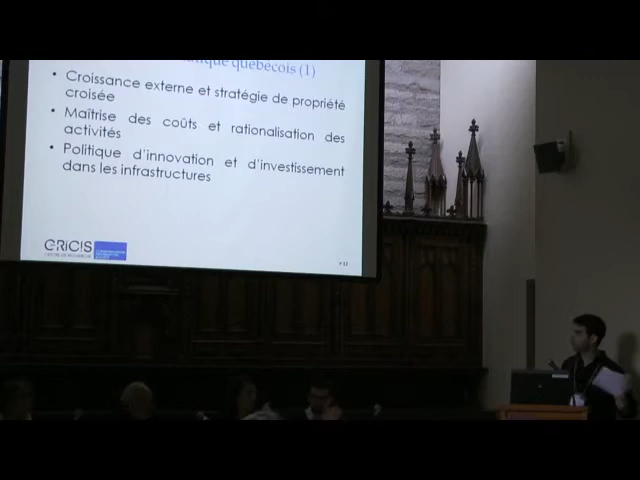 québécois (1)
• Croissance externe et stratégie de propriété
croisée
• Maîtrise des coûts et rationalisation des
activités
• Politique d'innovation et d'investissement
dans les infrastructures
CRICIS